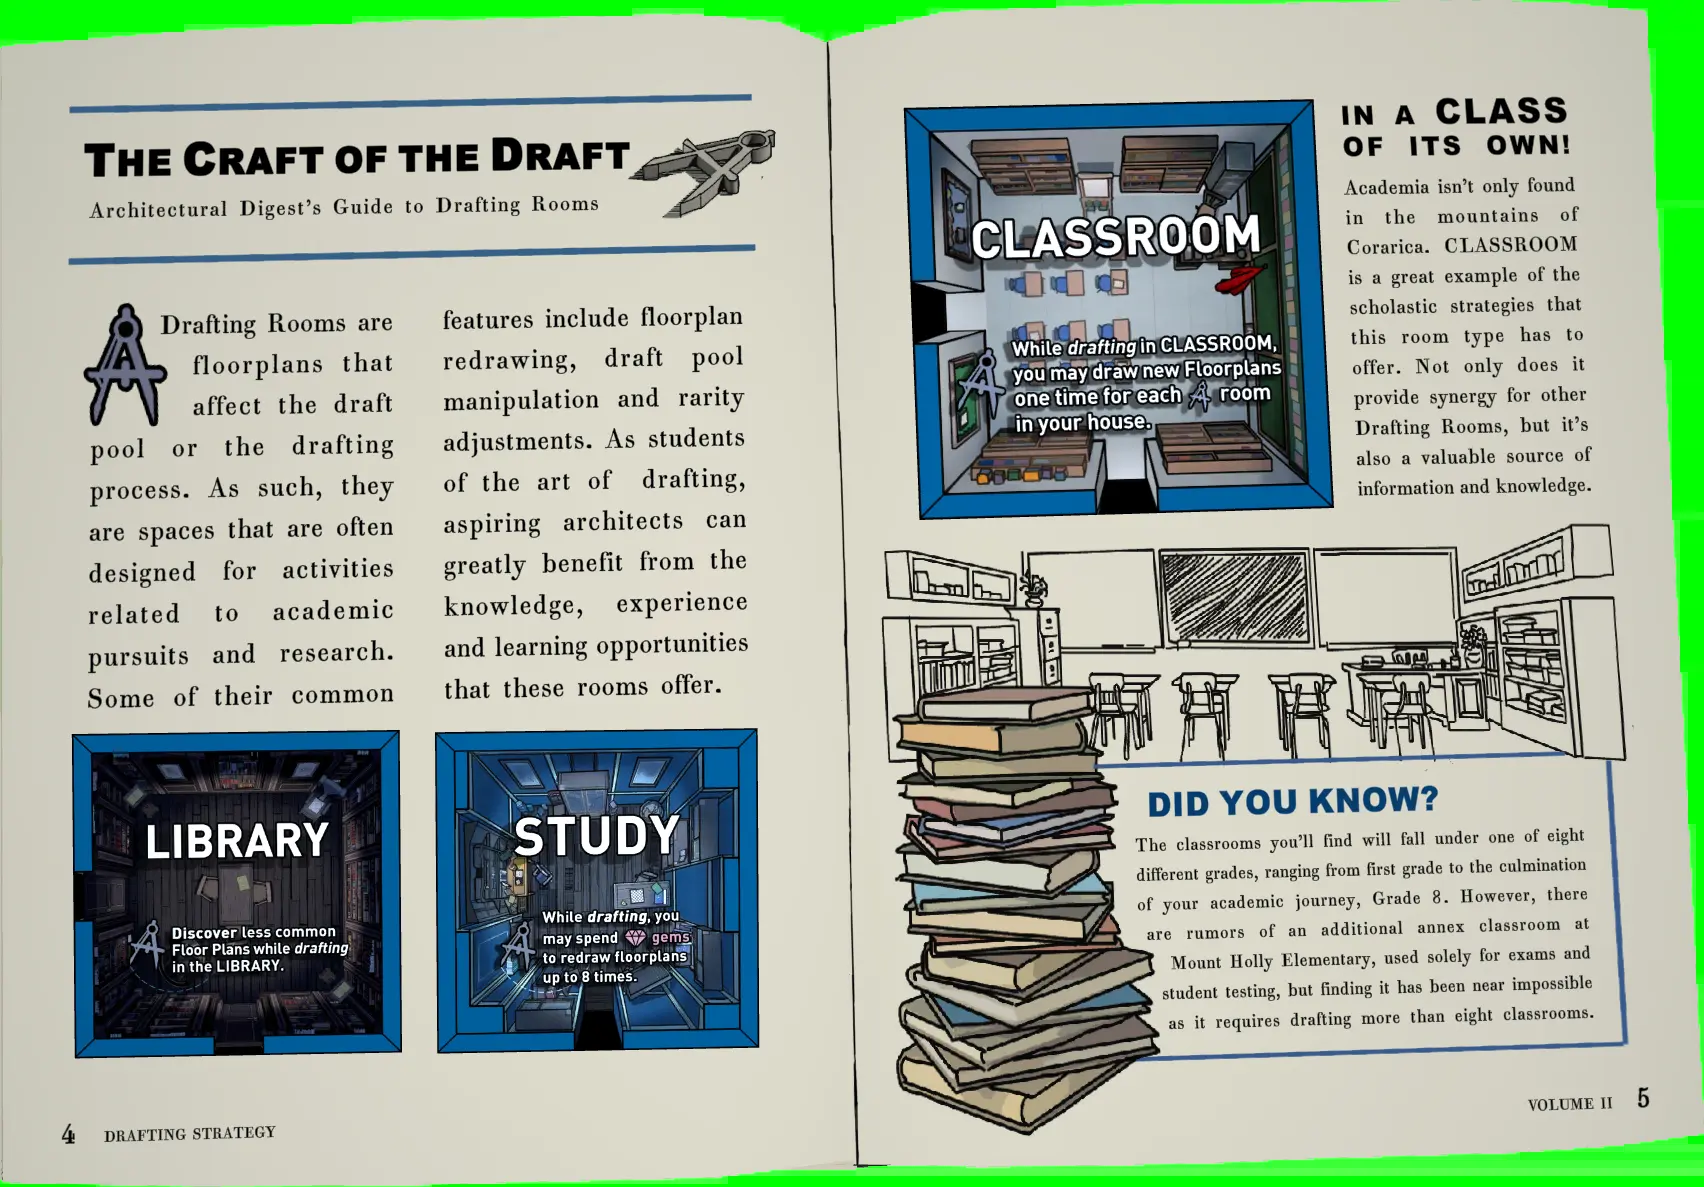 THE CRAFT OF THE DRAFT
Architectural Digest's Guide to Drafting Rooms
Drafting Rooms are
floorplans that
affect the draft
pool or the drafting
process. As such, they
are spaces that are often
designed for activities
related to academic
pursuits and research.
Some of their common
features include floorplan
redrawing, draft pool
manipulation and rarity
adjustments. As students
of the art of drafting,
aspiring architects can
greatly benefit from the
knowledge, experience
and learning opportunities
that these rooms offer.
LIBRARY
Discover less common
Floor Plans while drafting
in the LIBRARY.
STUDY
While drafting, you
may spend gems
to redraw floorplans
up to 8 times.
4 DRAFTING STRATEGY
CLASSROOM
While drafting in CLASSROOM,
you may draw new Floorplans
one time for each room
in your house.
IN A CLASS
OF ITS OWN!
Academia isn't only found
in the mountains of
Corarica. CLASSROOM
is a great example of the
scholastic strategies that
this room type has to
offer. Not only does it
provide synergy for other
Drafting Rooms, but it's
also a valuable source of
information and knowledge.
DID YOU KNOW?
The classrooms you'll find will fall under one of eight
different grades, ranging from first grade to the culmination
of your academic journey, Grade 8. However, there
are rumors of an additional annex classroom at
Mount Holly Elementary, used solely for exams and
student testing, but finding it has been near impossible
as it requires drafting more than eight classrooms.
VOLUME II 5